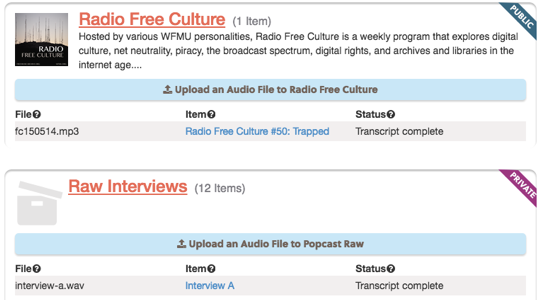 PUBLIC
RADIO
FREE CULTURE
Radio Free Culture (1 Item)
Hosted by various WFMU personalities, Radio Free Culture is a weekly program that explores digital
culture, net neutrality, piracy, the broadcast spectrum, digital rights, and archives and libraries in the
internet age....
Upload an Audio File to Radio Free Culture
File? Item? Status?
fc150514.mp3 Radio Free Culture #50: Trapped Transcript complete
PRIVATE
Raw Interviews (12 Items)
Upload an Audio File to Popcast Raw
File? Item? Status?
interview-a.wav Interview A Transcript complete